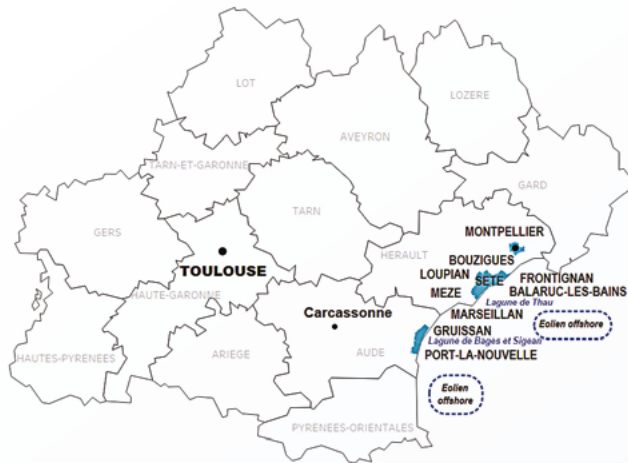 LOT
LOZERE
AVEYRON
TARN-ET-GARONNE
GARD
TARN
GERS
MONTPELLIER
HERAULT
BOUZIGUES
TOULOUSE
LOUPIAN
SETE
FRONTIGNAN
MEZE
BALARUC-LES-BAINS
HAUTE-GARONNE
Lagune de Thau
Carcassonne
MARSEILLAN
Eolien offshore
GRUISSAN
Lagune de Bages et Sigean
HAUTES-PYRENEES
ARIEGE
AUDE
PORT-LA-NOUVELLE
Eolien
offshore
PYRENEES-ORIENTALES